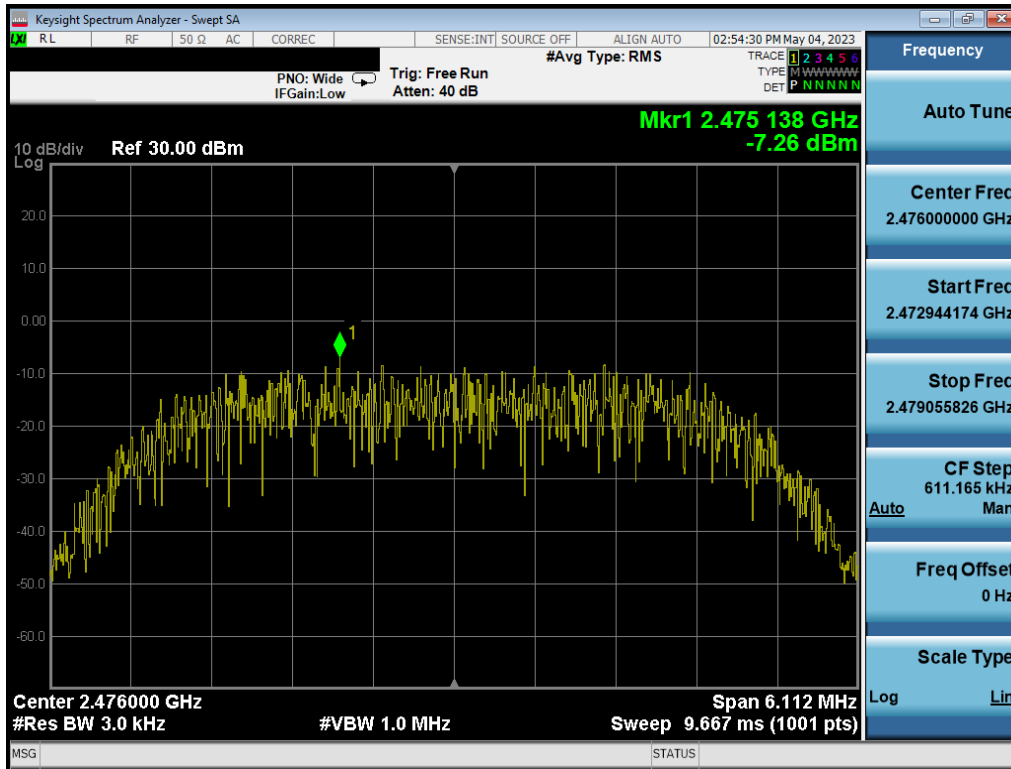 Keysight Spectrum Analyzer - Swept SA
LXI RL RF 50 Ω AC CORREC SENSE:INT SOURCE OFF ALIGN AUTO 02:54:30 PM May 04, 2023
#Avg Type: RMS
TRACE 1 2 3 4 5 6
TYPE M WWWWW
DET P N N N N N
PNO: Wide
IFGain:Low
Trig: Free Run
Atten: 40 dB
Mkr1 2.475 138 GHz
-7.26 dBm
10 dB/div
Log
Ref 30.00 dBm
20.0
10.0
0.00
-10.0
-20.0
-30.0
-40.0
-50.0
-60.0
1
Center 2.476000 GHz
#Res BW 3.0 kHz
#VBW 1.0 MHz
Span 6.112 MHz
Sweep 9.667 ms (1001 pts)
MSG
STATUS
Frequency
Auto Tune
Center Freq
2.476000000 GHz
Start Freq
2.472944174 GHz
Stop Freq
2.479055826 GHz
CF Step
611.165 kHz
Auto Man
Freq Offset
0 Hz
Scale Type
Log Lin